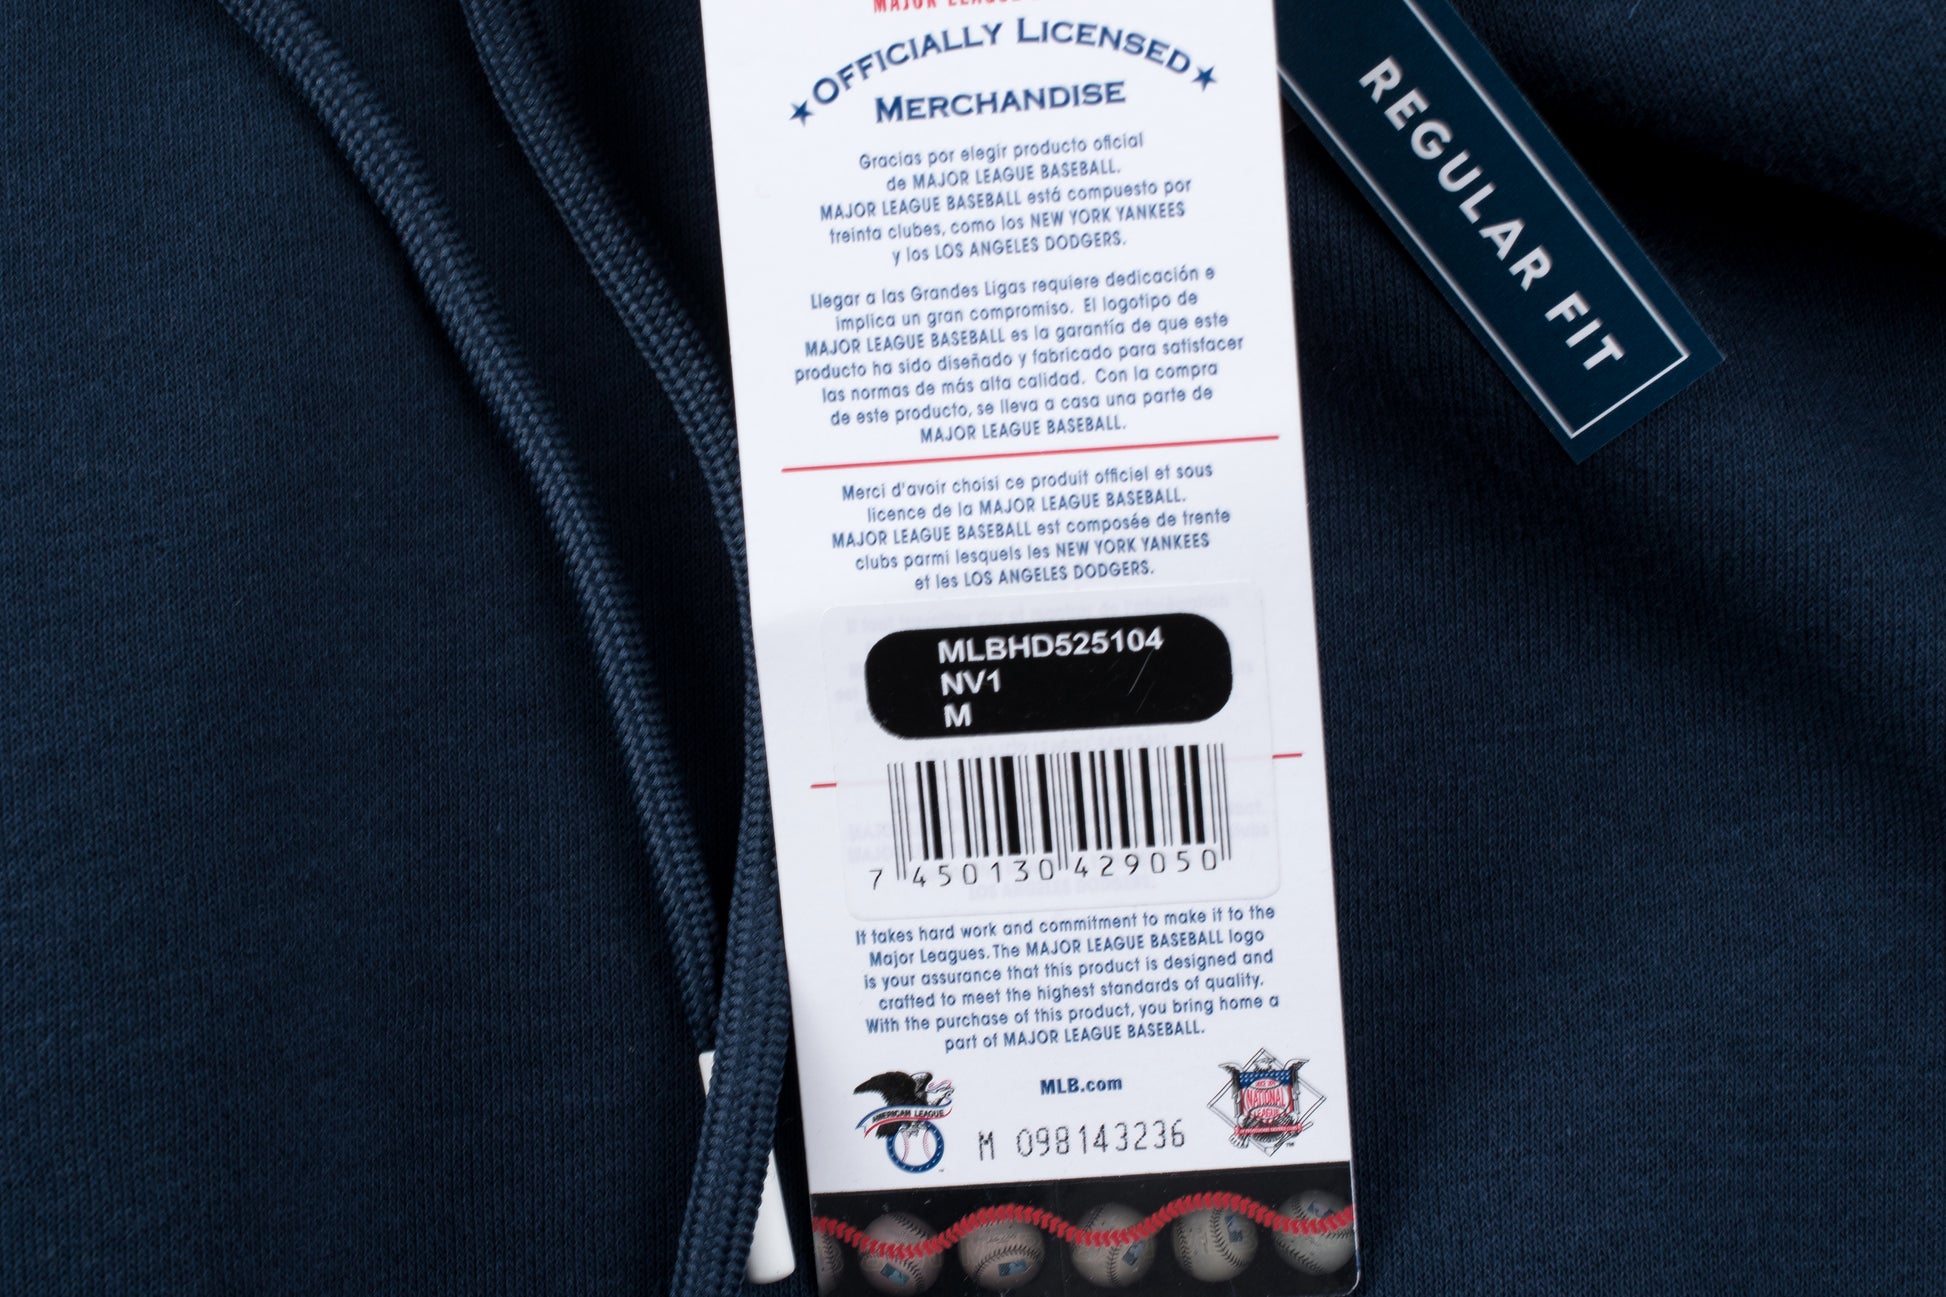 MAJOR LEAGUE
OFFICIALLY LICENSED
MERCHANDISE
Gracias por elegir producto oficial
de MAJOR LEAGUE BASEBALL.
MAJOR LEAGUE BASEBALL está compuesto por
treinta clubes, como los NEW YORK YANKEES
y los LOS ANGELES DODGERS.
Llegar a las Grandes Ligas requiere dedicación e
implica un gran compromiso. El logotipo de
MAJOR LEAGUE BASEBALL es la garantía de que este
producto ha sido diseñado y fabricado para satisfacer
las normas de más alta calidad. Con la compra
de este producto, se lleva a casa una parte de
MAJOR LEAGUE BASEBALL.
Merci d'avoir choisi ce produit officiel et sous
licence de la MAJOR LEAGUE BASEBALL.
MAJOR LEAGUE BASEBALL est composée de trente
clubs parmi lesquels les NEW YORK YANKEES
et les LOS ANGELES DODGERS.
MLBHD525104
NV1
M
7 450130 429050
It takes hard work and commitment to make it to the
Major Leagues. The MAJOR LEAGUE BASEBALL logo
is your assurance that this product is designed and
crafted to meet the highest standards of quality.
With the purchase of this product, you bring home a
part of MAJOR LEAGUE BASEBALL.
MLB.com
AMERICAN LEAGUE
TM
M 098143236
NATIONAL
LEAGUE
TM
REGULAR FIT